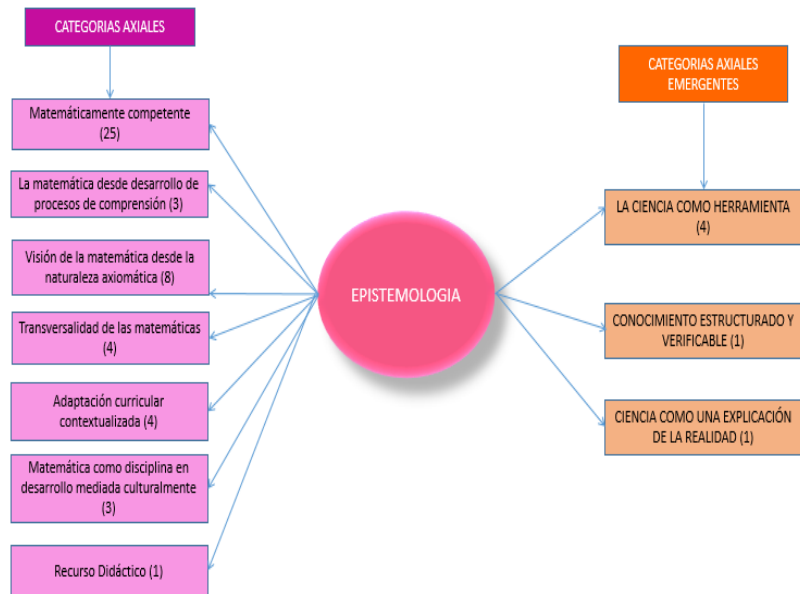 CATEGORIAS AXIALES
Matemáticamente competente
(25)
La matemática desde desarrollo de
procesos de comprensión (3)
Visión de la matemática desde la
naturaleza axiomática (8)
Transversalidad de las matemáticas
(4)
Adaptación curricular
contextualizada (4)
Matemática como disciplina en
desarrollo mediada culturalmente
(3)
Recurso Didáctico (1)
EPISTEMOLOGIA
CATEGORIAS AXIALES
EMERGENTES
LA CIENCIA COMO HERRAMIENTA
(4)
CONOCIMIENTO ESTRUCTURADO Y
VERIFICABLE (1)
CIENCIA COMO UNA EXPLICACIÓN
DE LA REALIDAD (1)